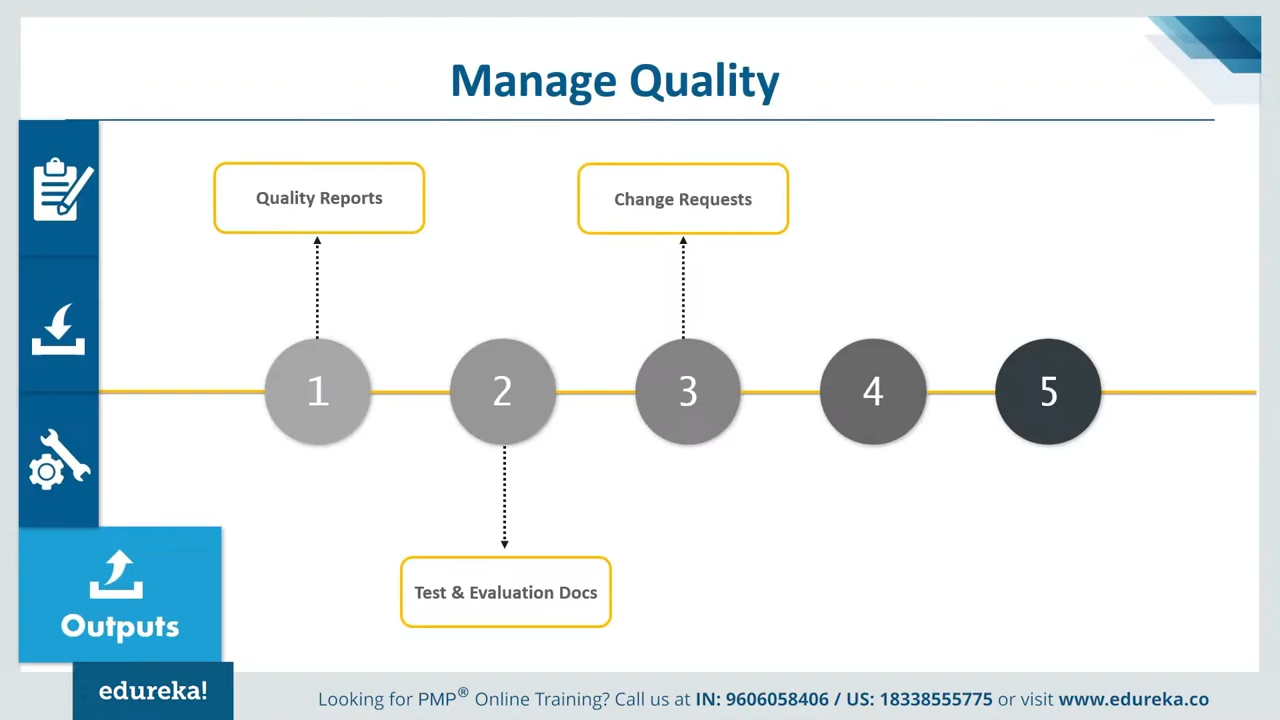 Manage Quality
Quality Reports
Change Requests
1
2
3
4
5
Test & Evaluation Docs
Outputs
edureka!
Looking for PMP® Online Training? Call us at IN: 9606058406 / US: 18338555775 or visit www.edureka.co